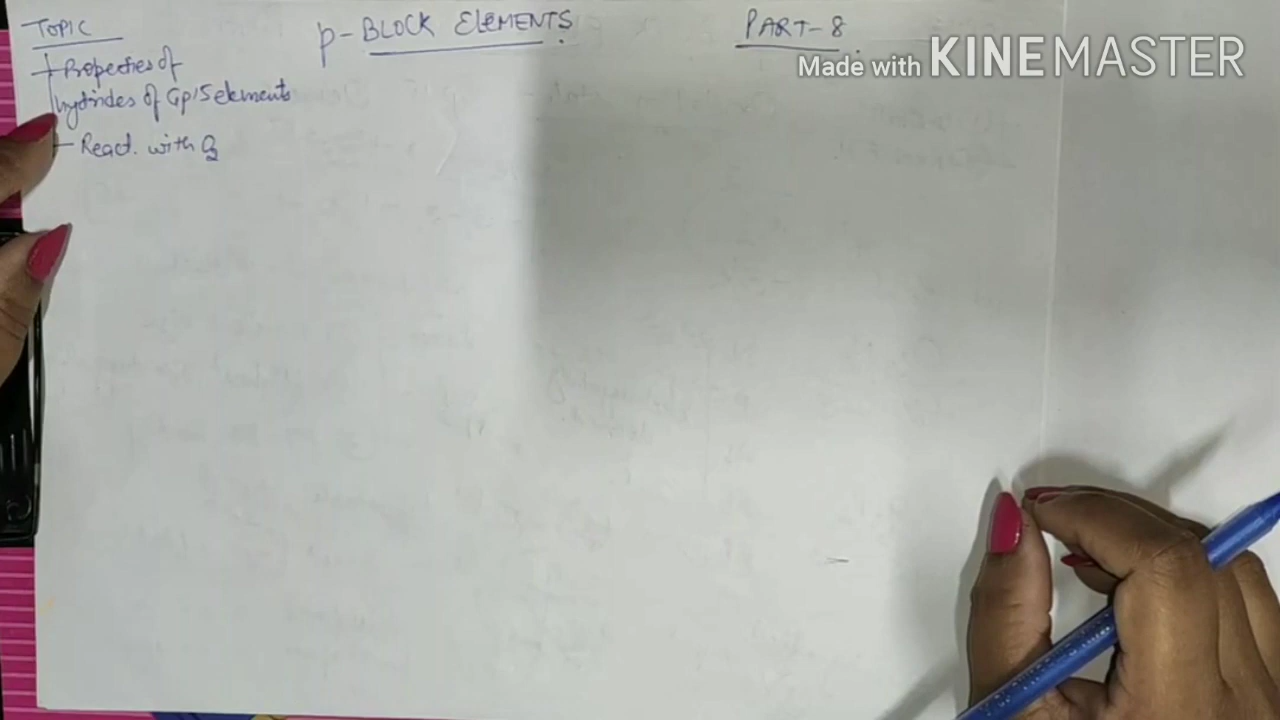 TOPIC
p-BLOCK ELEMENTS
PART-8
Made with KINEMASTER
Properties of
hydrides of Gp15 elements
React. with O2